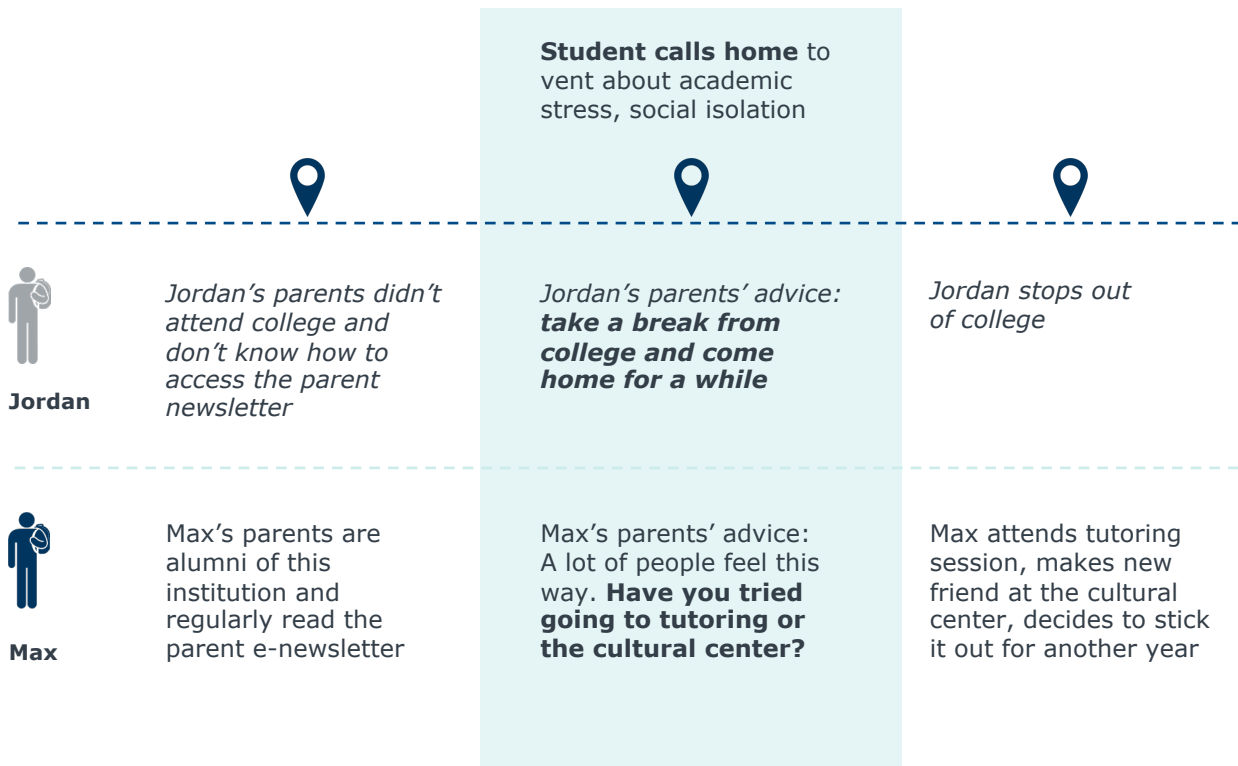 Student calls home to
vent about academic
stress, social isolation
Jordan
Jordan’s parents didn’t
attend college and
don’t know how to
access the parent
newsletter
Jordan’s parents’ advice:
take a break from
college and come
home for a while
Jordan stops out
of college
Max
Max’s parents are
alumni of this
institution and
regularly read the
parent e-newsletter
Max’s parents’ advice:
A lot of people feel this
way. Have you tried
going to tutoring or
the cultural center?
Max attends tutoring
session, makes new
friend at the cultural
center, decides to stick
it out for another year